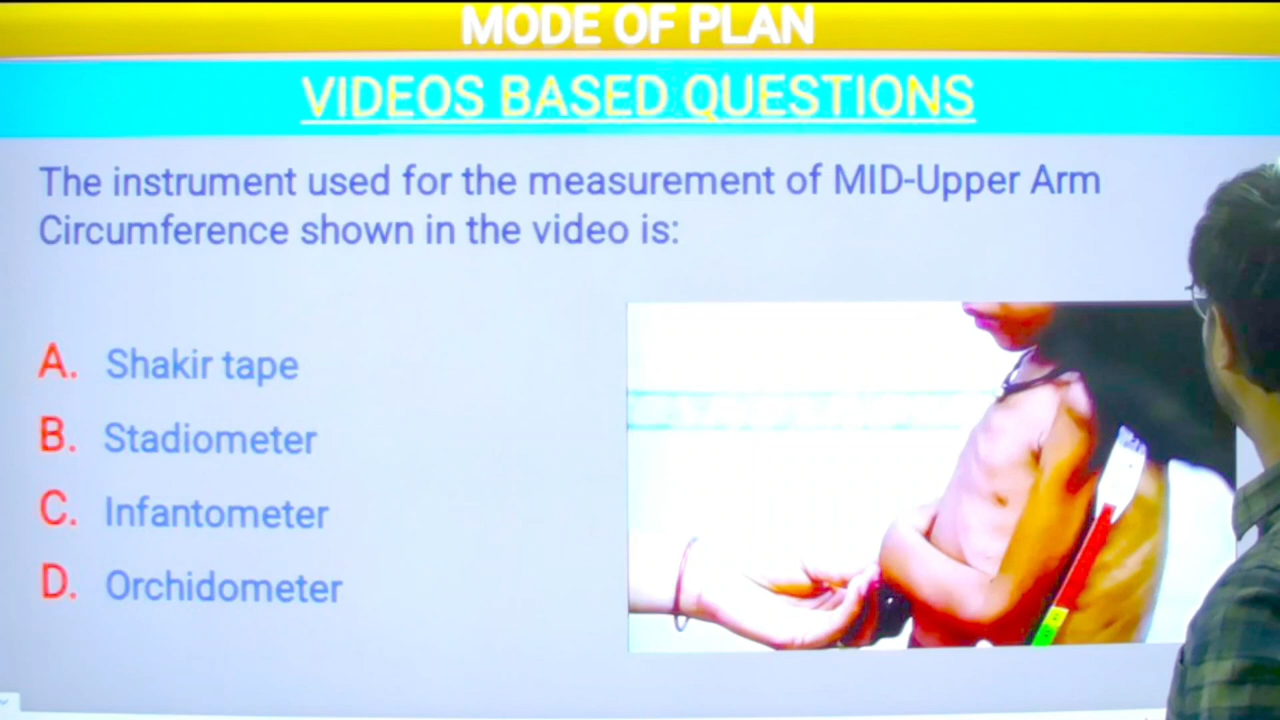 MODE OF PLAN
VIDEOS BASED QUESTIONS
The instrument used for the measurement of MID-Upper Arm
Circumference shown in the video is:
A. Shakir tape
B. Stadiometer
C. Infantometer
D. Orchidometer